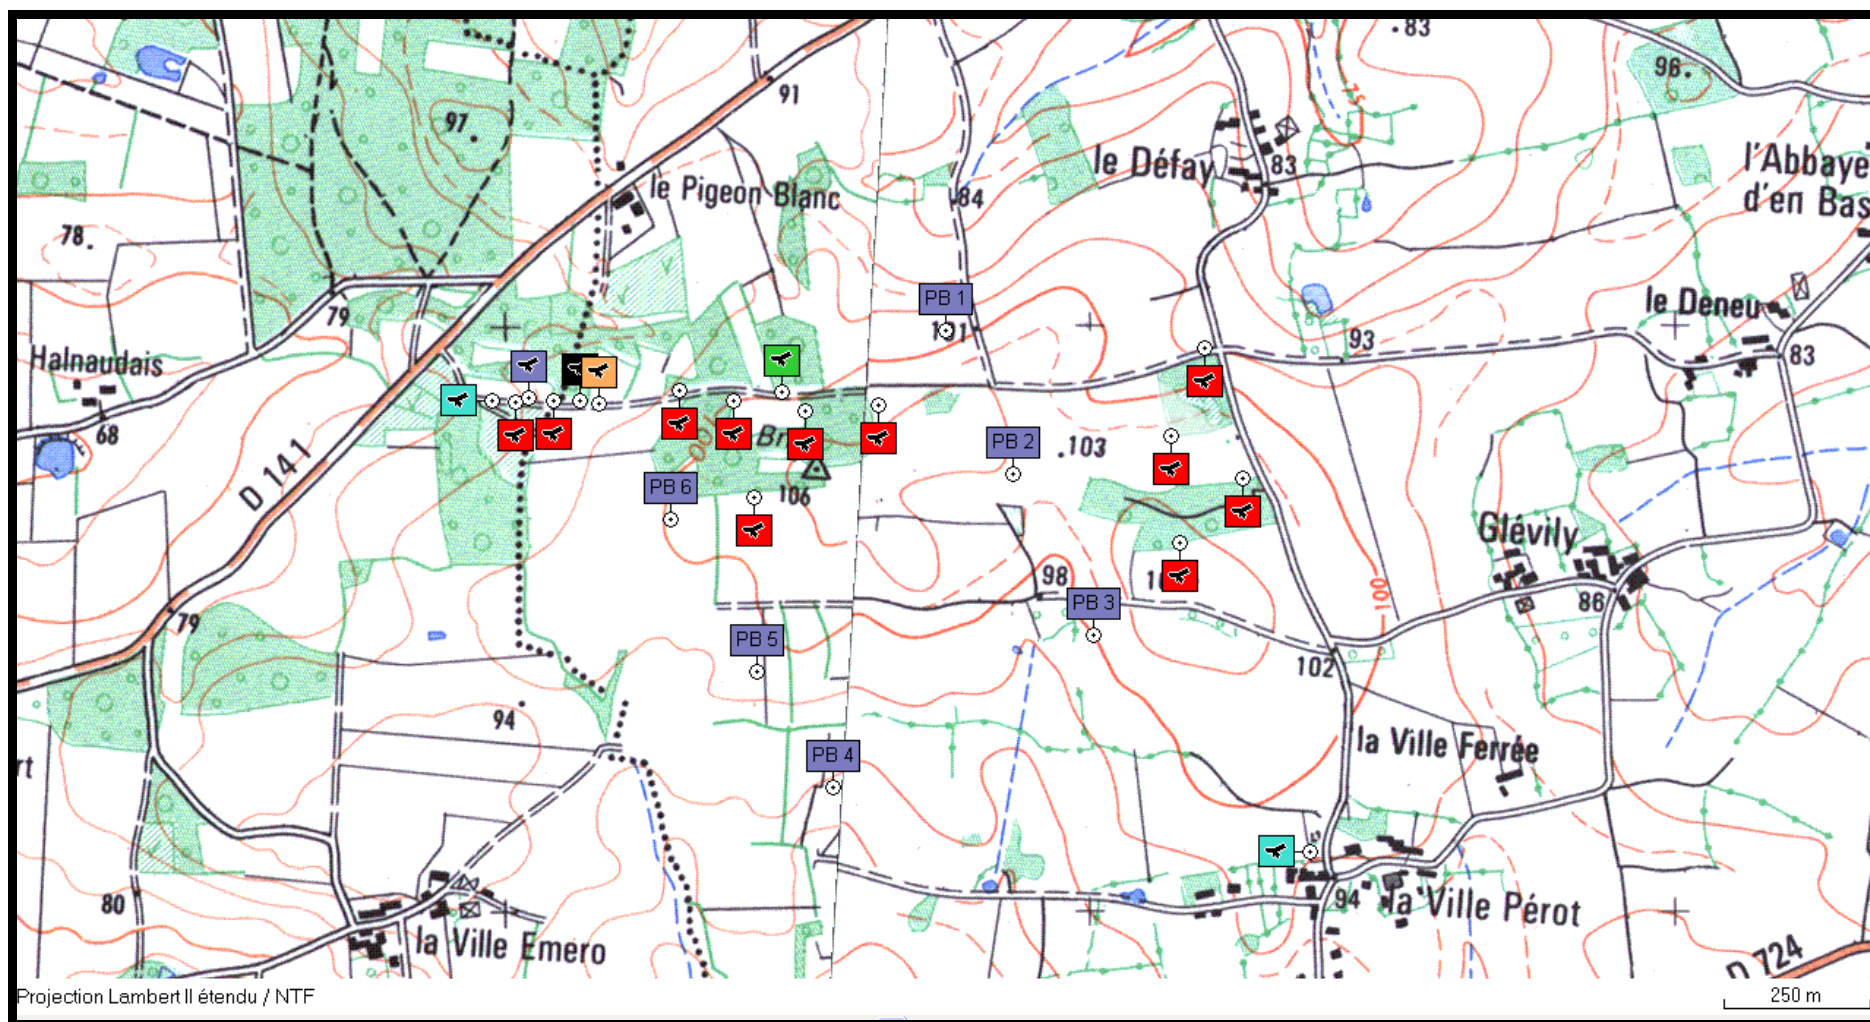 83
96.
91
97
le Pigeon Blanc
le Défay
83
l'Abbaye
d'en Bas
84
78.
PB 1
le Deneu
79
101
93
83
Halnaudais
68
Br
PB 2
.103
D 141
106
PB 6
Glévily
98
100
86
PB 3
79
PB 5
102
94
la Ville Ferrée
PB 4
rt
80
94
la Ville Pérot
la Ville Emero
D 724
Projection Lambert II étendu / NTF
250 m